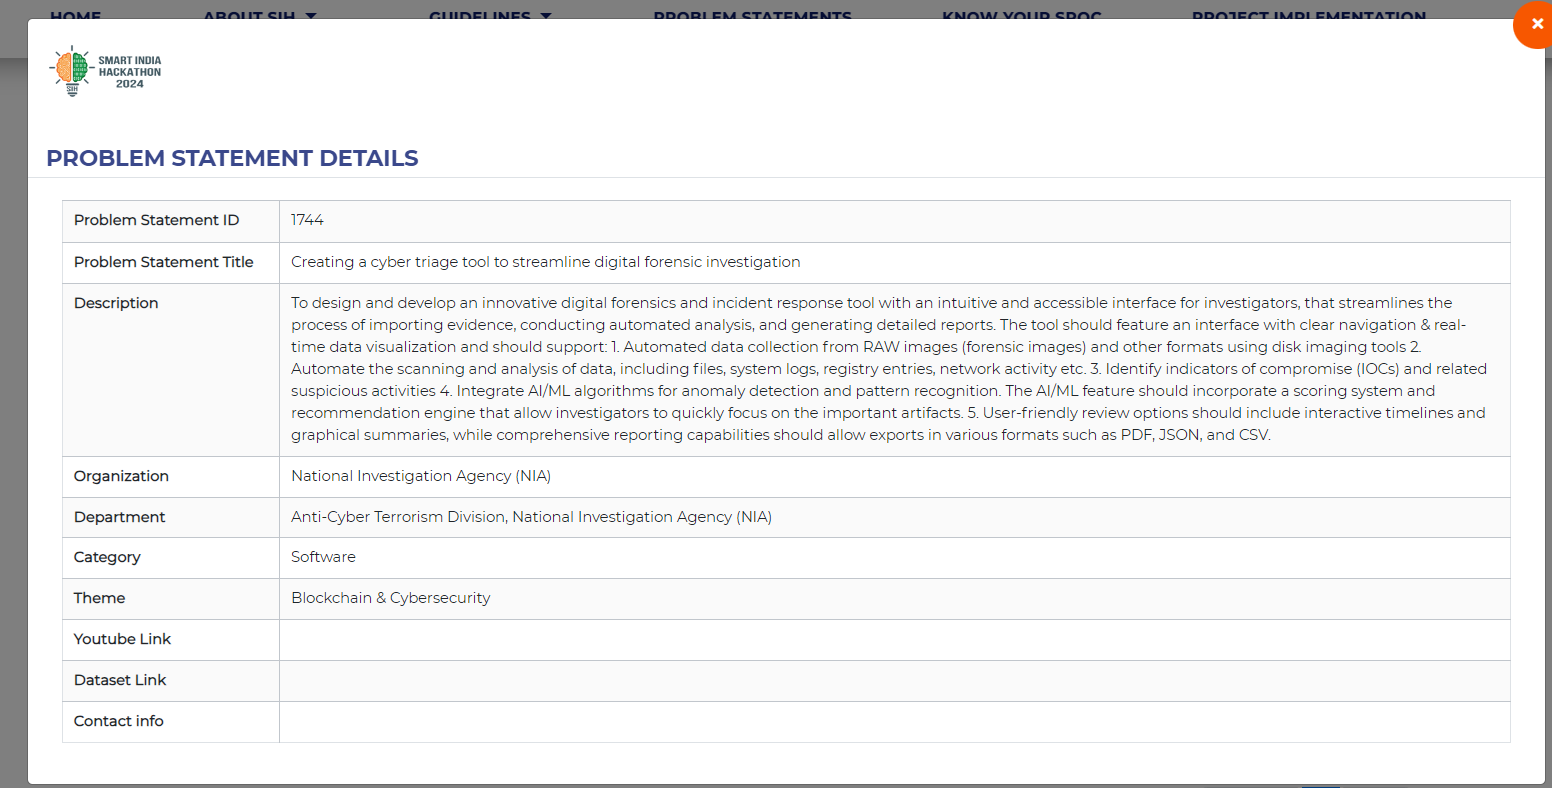 HOME ABOUT SIH GUIDELINES PROBLEM STATEMENTS KNOW YOUR SPOC PROJECT IMPLEMENTATION
SMART INDIA
HACKATHON
2024
SIH
PROBLEM STATEMENT DETAILS
Problem Statement ID 1744
Problem Statement Title Creating a cyber triage tool to streamline digital forensic investigation
Description To design and develop an innovative digital forensics and incident response tool with an intuitive and accessible interface for investigators, that streamlines the
process of importing evidence, conducting automated analysis, and generating detailed reports. The tool should feature an interface with clear navigation & real-
time data visualization and should support: 1. Automated data collection from RAW images (forensic images) and other formats using disk imaging tools 2.
Automate the scanning and analysis of data, including files, system logs, registry entries, network activity etc. 3. Identify indicators of compromise (IOCs) and related
suspicious activities 4. Integrate AI/ML algorithms for anomaly detection and pattern recognition. The AI/ML feature should incorporate a scoring system and
recommendation engine that allow investigators to quickly focus on the important artifacts. 5. User-friendly review options should include interactive timelines and
graphical summaries, while comprehensive reporting capabilities should allow exports in various formats such as PDF, JSON, and CSV.
Organization National Investigation Agency (NIA)
Department Anti-Cyber Terrorism Division, National Investigation Agency (NIA)
Category Software
Theme Blockchain & Cybersecurity
Youtube Link
Dataset Link
Contact info